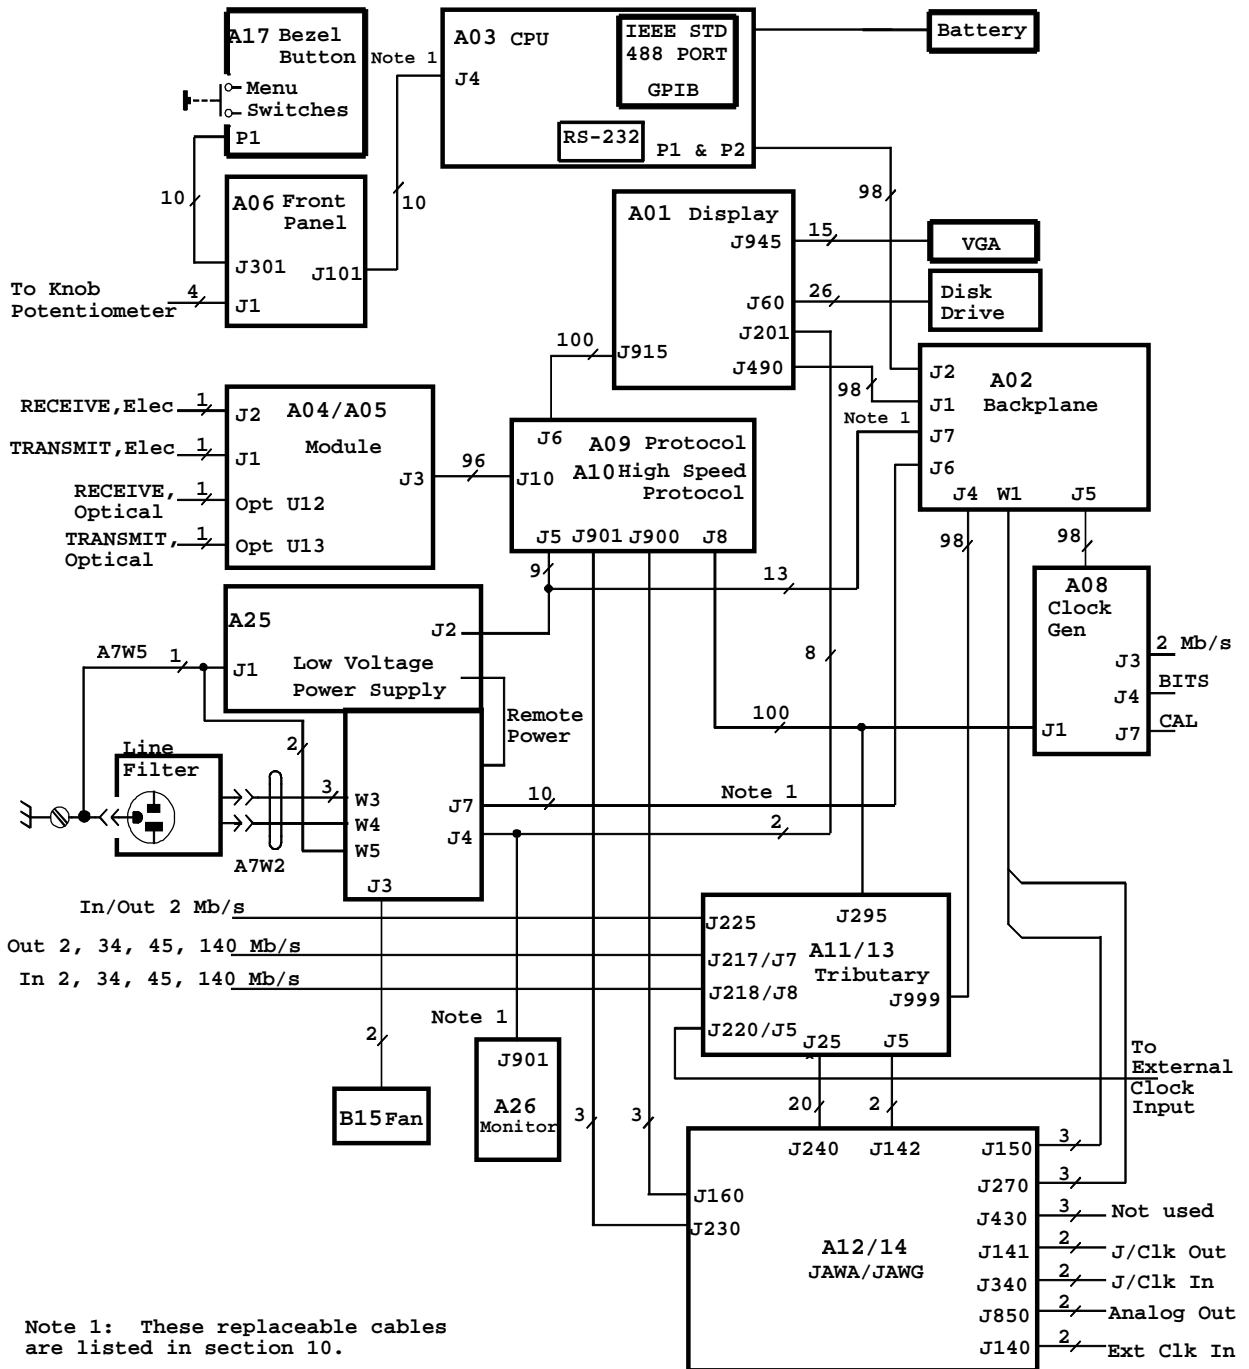 A17 Bezel
Button
Menu
Switches
P1
10
A06 Front
Panel
J301
J101
J1
To Knob
Potentiometer
4
Note 1
10
A03 CPU
J4
IEEE STD
488 PORT
GPIB
RS-232
P1 & P2
Battery
98
A01 Display
J945
15
VGA
J60
26
Disk
Drive
J201
J490
J915
100
98
Note 1
A02
Backplane
J2
J1
J7
J6
J4
W1
J5
RECEIVE,Elec
1
J2
TRANSMIT,Elec
1
J1
RECEIVE,
Optical
1
Opt U12
TRANSMIT,
Optical
1
Opt U13
A04/A05
Module
J3
96
J6
A09 Protocol
A10 High Speed
Protocol
J10
J5
J901
J900
J8
9
13
98
98
A08
Clock
Gen
J3
2 Mb/s
J4
BITS
J7
CAL
J1
A25
J2
J1
Low Voltage
Power Supply
A7W5
1
8
100
Remote
Power
2
Line
Filter
3
W3
W4
W5
J7
J4
J3
A7W2
10
Note 1
2
In/Out 2 Mb/s
Out 2, 34, 45, 140 Mb/s
In 2, 34, 45, 140 Mb/s
J295
J225
A11/13
Tributary
J217/J7
J218/J8
J999
J220/J5
J25
J5
Note 1
2
J901
A26
Monitor
B15 Fan
To
External
Clock
Input
3
3
20
2
J240
J142
J150
3
J270
3
J160
J230
J430
3
Not used
A12/14
JAWA/JAWG
J141
2
J/Clk Out
J340
2
J/Clk In
J850
2
Analog Out
J140
2
Ext Clk In
Note 1: These replaceable cables
are listed in section 10.